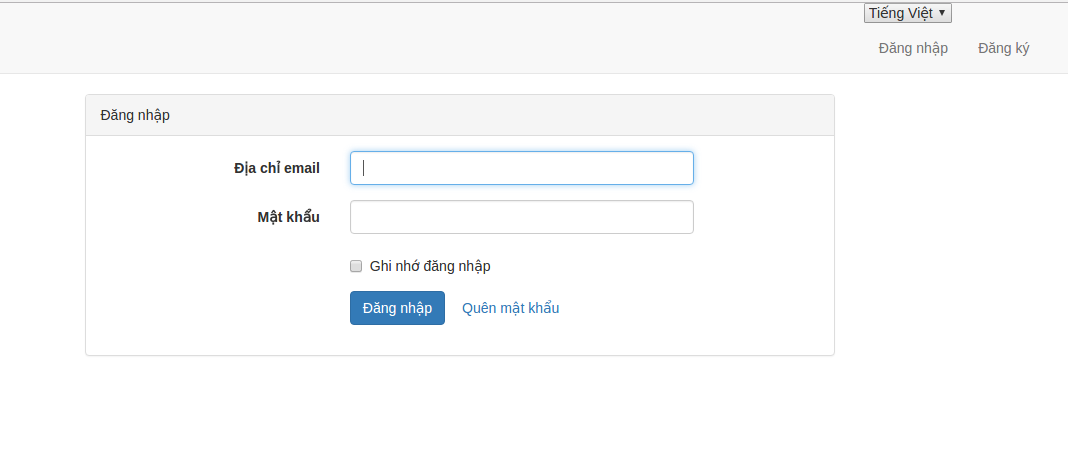 Tiếng Việt
Đăng nhập Đăng ký
Đăng nhập
Địa chỉ email
Mật khẩu
Ghi nhớ đăng nhập
Đăng nhập Quên mật khẩu